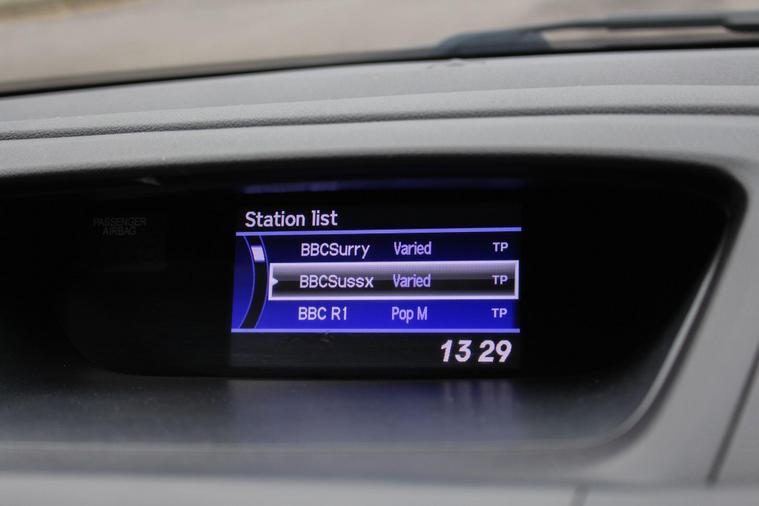 PASSENGER
AIRBAG
Station list
BBCSurry Varied TP
BBCSussx Varied TP
BBC R1 Pop M TP
13 29